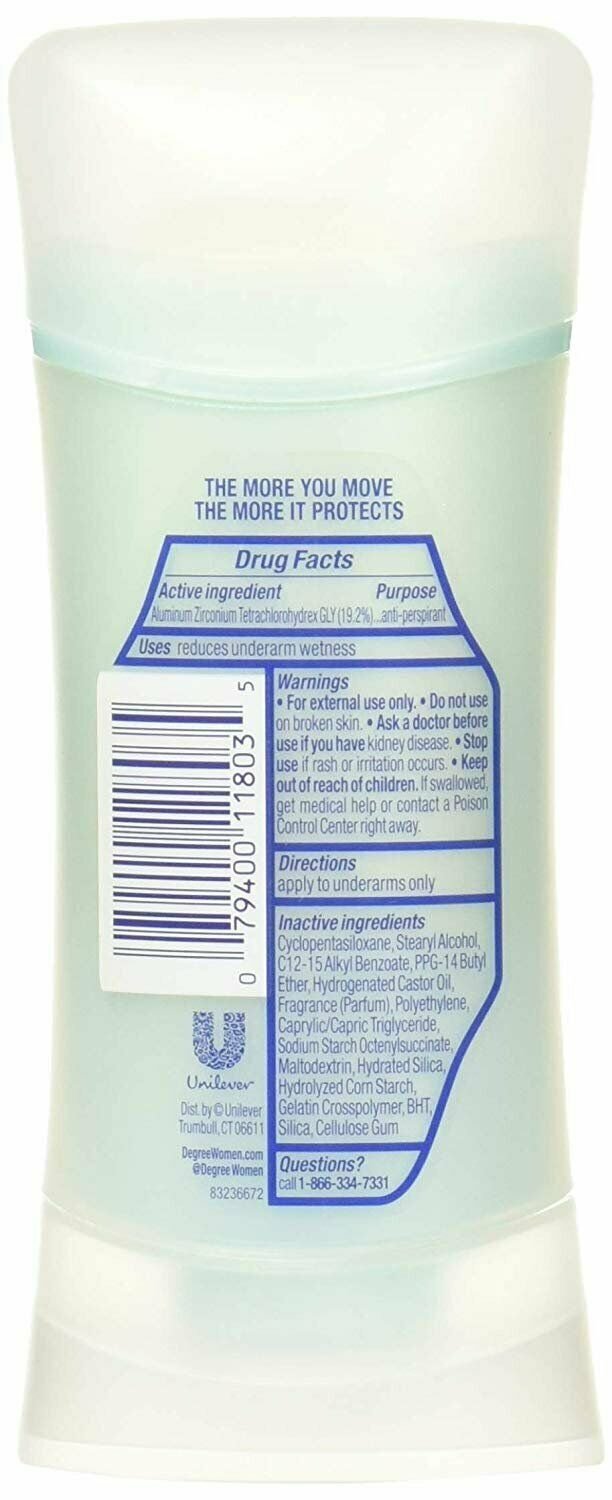 THE MORE YOU MOVE
THE MORE IT PROTECTS
Drug Facts
Active ingredient Purpose
Aluminum Zirconium Tetrachlorohydrex GLY (19.2%)...anti-perspirant
Uses reduces underarm wetness
Warnings
• For external use only. • Do not use
on broken skin. • Ask a doctor before
use if you have kidney disease. • Stop
use if rash or irritation occurs. • Keep
out of reach of children. If swallowed,
get medical help or contact a Poison
Control Center right away.
Directions
apply to underarms only
Inactive ingredients
Cyclopentasiloxane, Stearyl Alcohol,
C12-15 Alkyl Benzoate, PPG-14 Butyl
Ether, Hydrogenated Castor Oil,
Fragrance (Parfum), Polyethylene,
Caprylic/Capric Triglyceride,
Sodium Starch Octenylsuccinate,
Maltodextrin, Hydrated Silica,
Hydrolyzed Corn Starch,
Gelatin Crosspolymer, BHT,
Silica, Cellulose Gum
Questions?
call 1-866-334-7331
0 79400 11803 5
Unilever
Dist. by © Unilever
Trumbull, CT 06611
DegreeWomen.com
@Degree Women
83236672